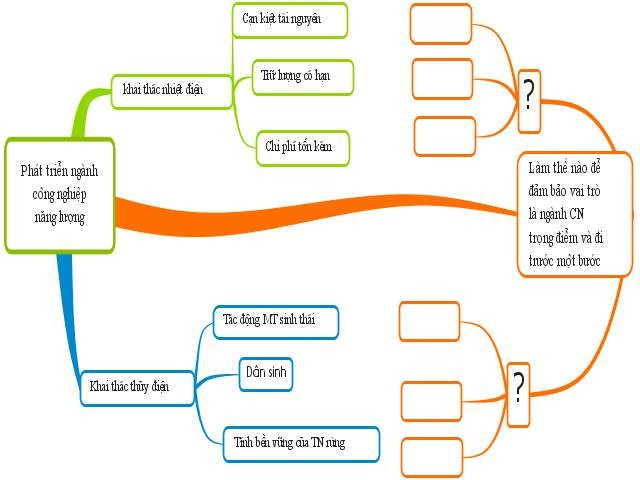 Phát triển ngành
công nghiệp
năng lượng
khai thác nhiệt điện
Cạn kiệt tài nguyên
Trữ lượng có hạn
Chi phí tốn kém
Khai thác thủy điện
Tác động MT sinh thái
Dân sinh
Tính bền vững của TN rừng
Làm thế nào để
đảm bảo vai trò
là ngành CN
trọng điểm và đi
trước một bước
?
?